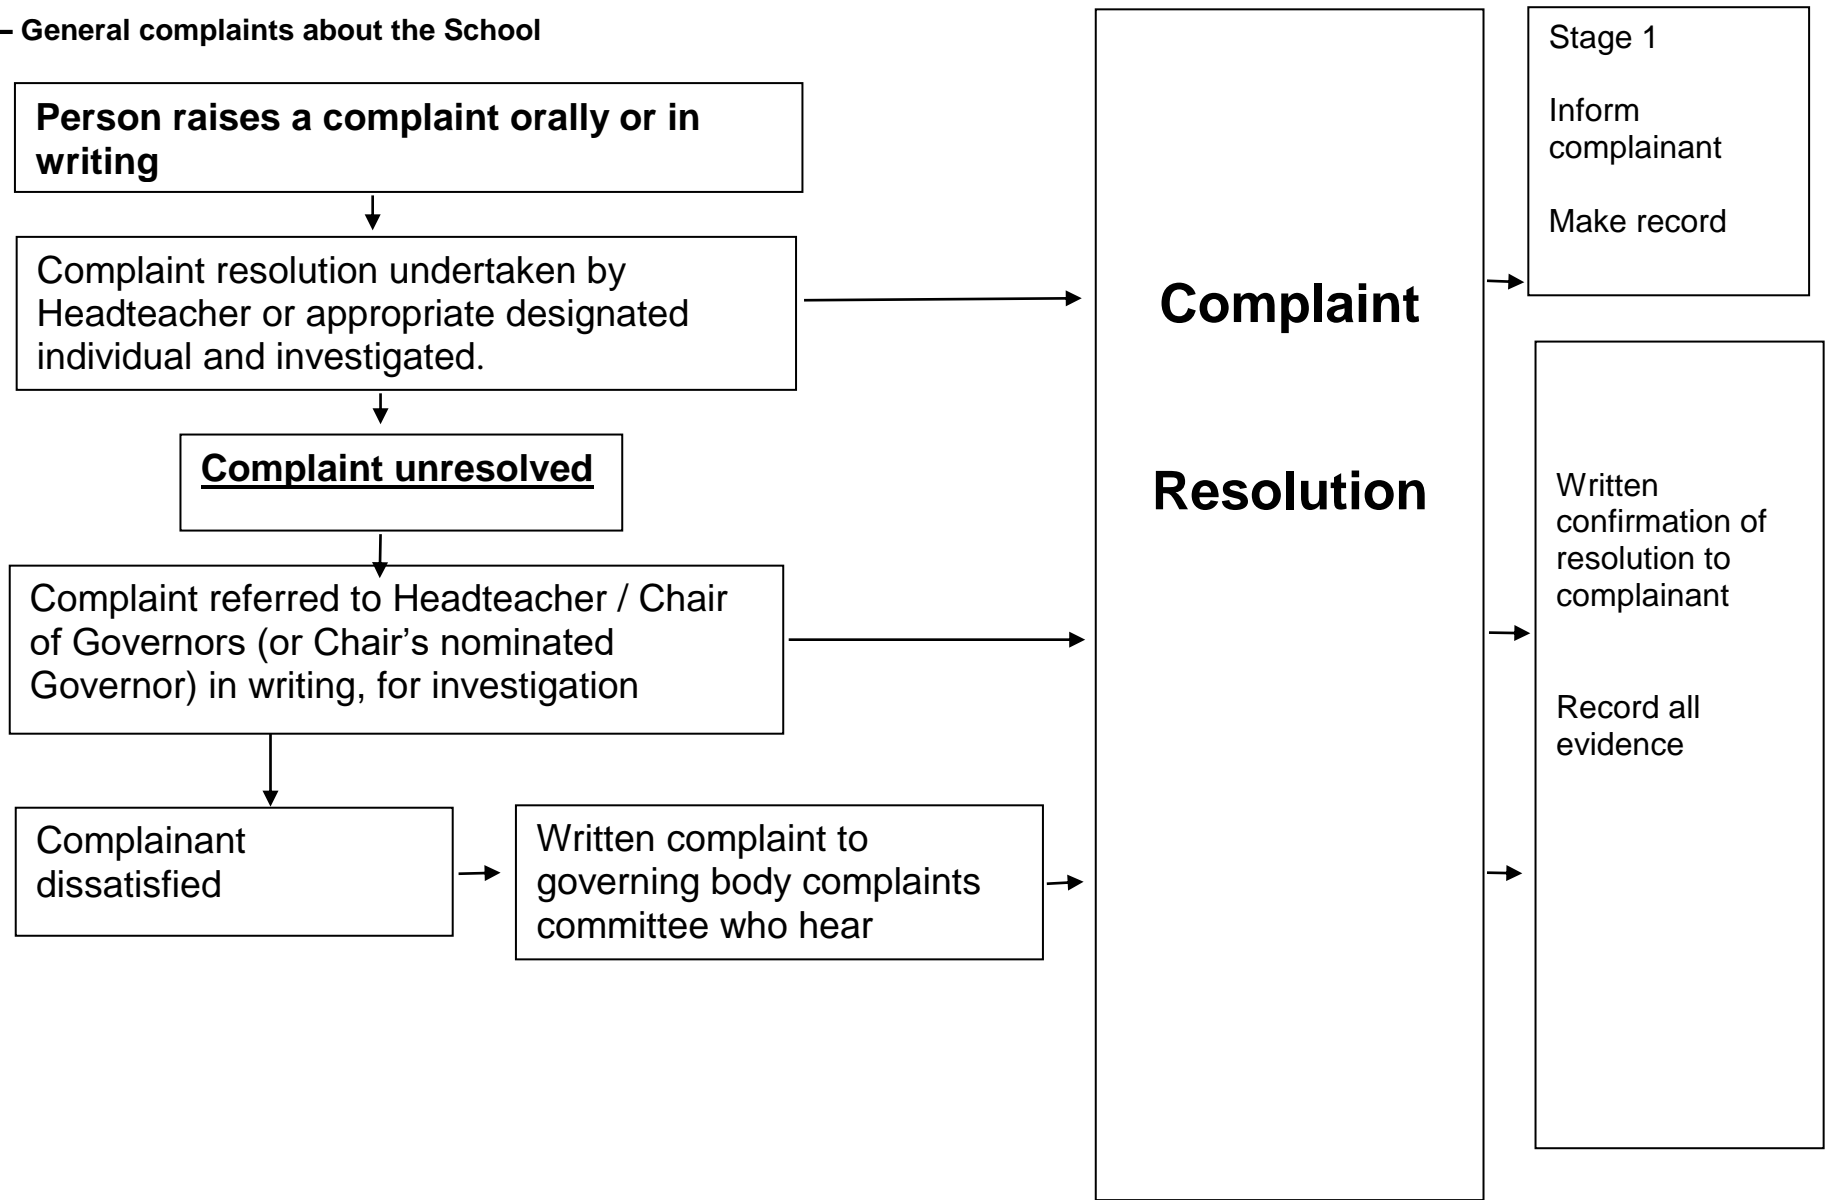 – General complaints about the School
Person raises a complaint orally or in
writing
Complaint resolution undertaken by
Headteacher or appropriate designated
individual and investigated.
Complaint unresolved
Complaint referred to Headteacher / Chair
of Governors (or Chair’s nominated
Governor) in writing, for investigation
Complainant
dissatisfied
Written complaint to
governing body complaints
committee who hear
Complaint
Resolution
Stage 1
Inform
complainant
Make record
Written
confirmation of
resolution to
complainant
Record all
evidence